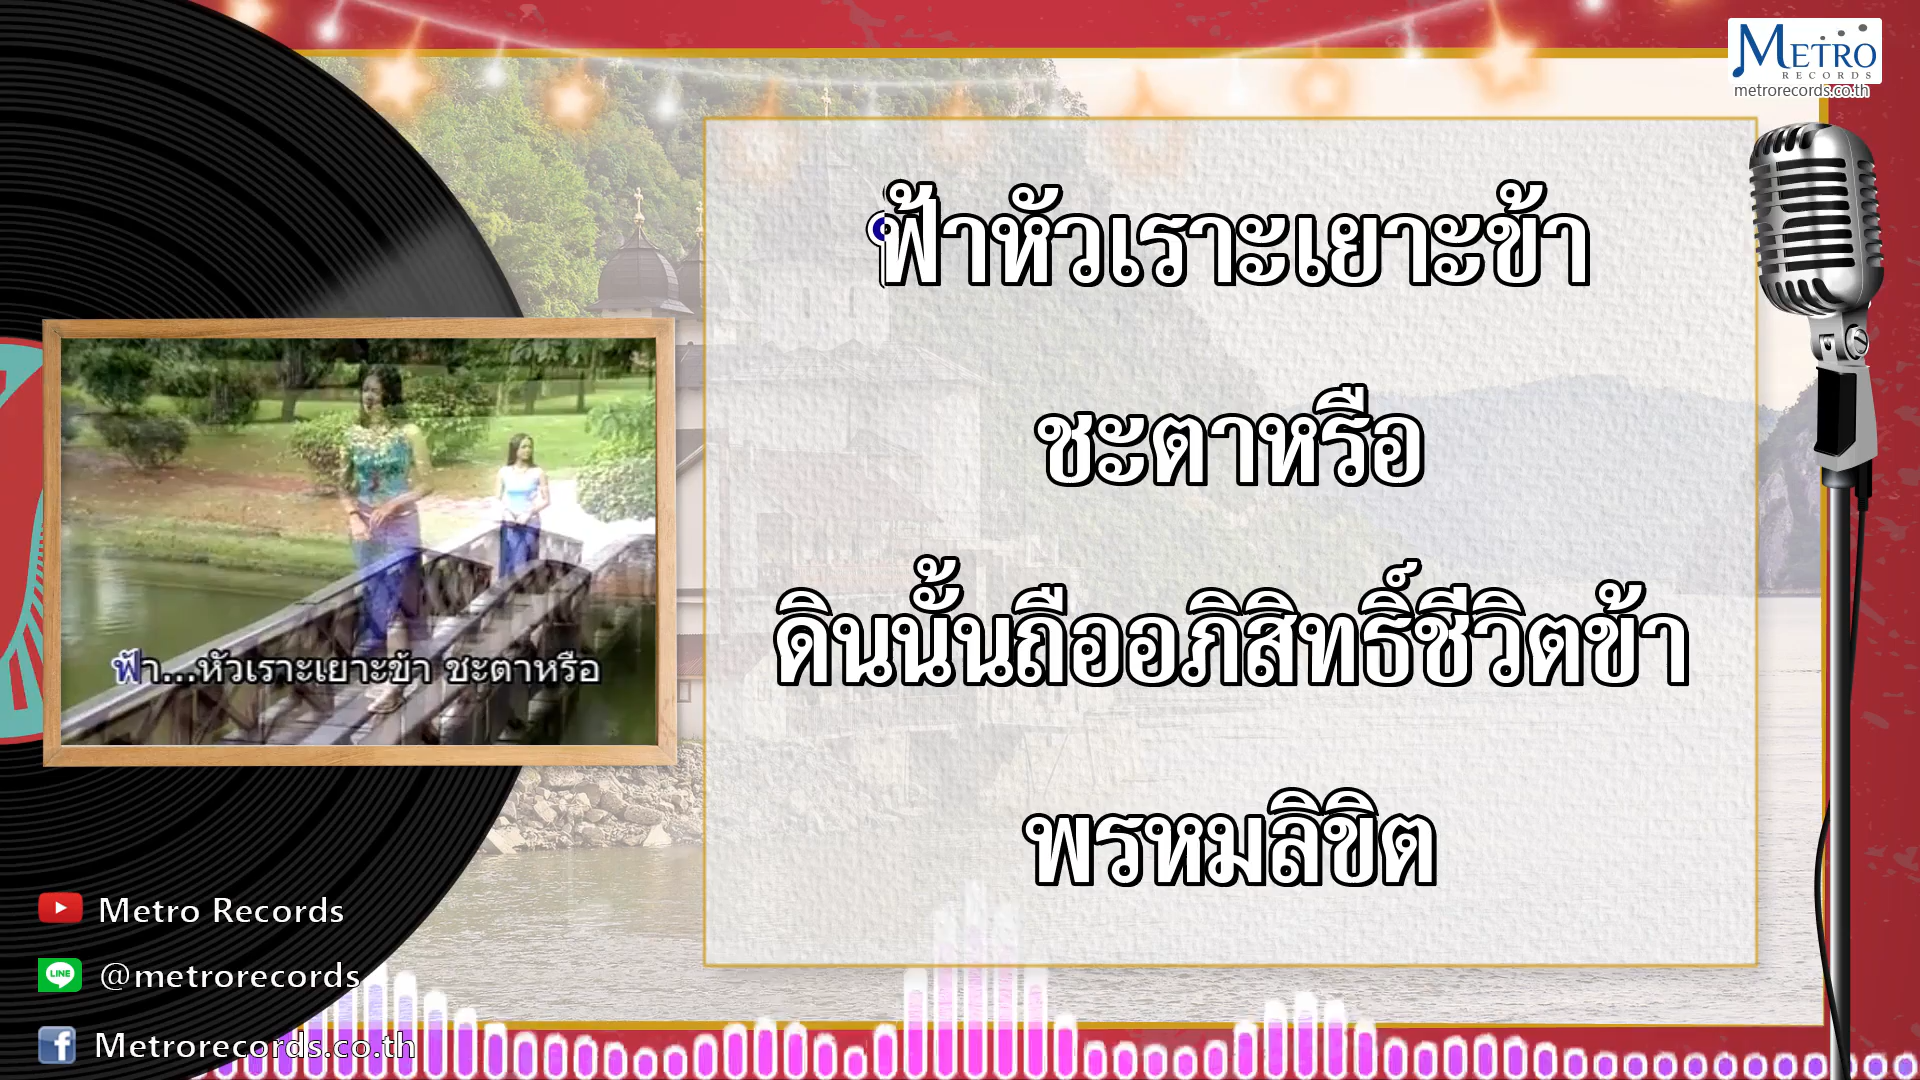 METRO
RECORDS
metrorecords.co.th
ฟ้าหัวเราะเยาะข้า
ชะตาหรือ
ดินนั้นถืออภิสิทธิ์ชีวิตข้า
พรหมลิขิต
ฟ้า...หัวเราะเยาะข้า ชะตาหรือ
Metro Records
LINE @metrorecords
Metrorecords.co.th